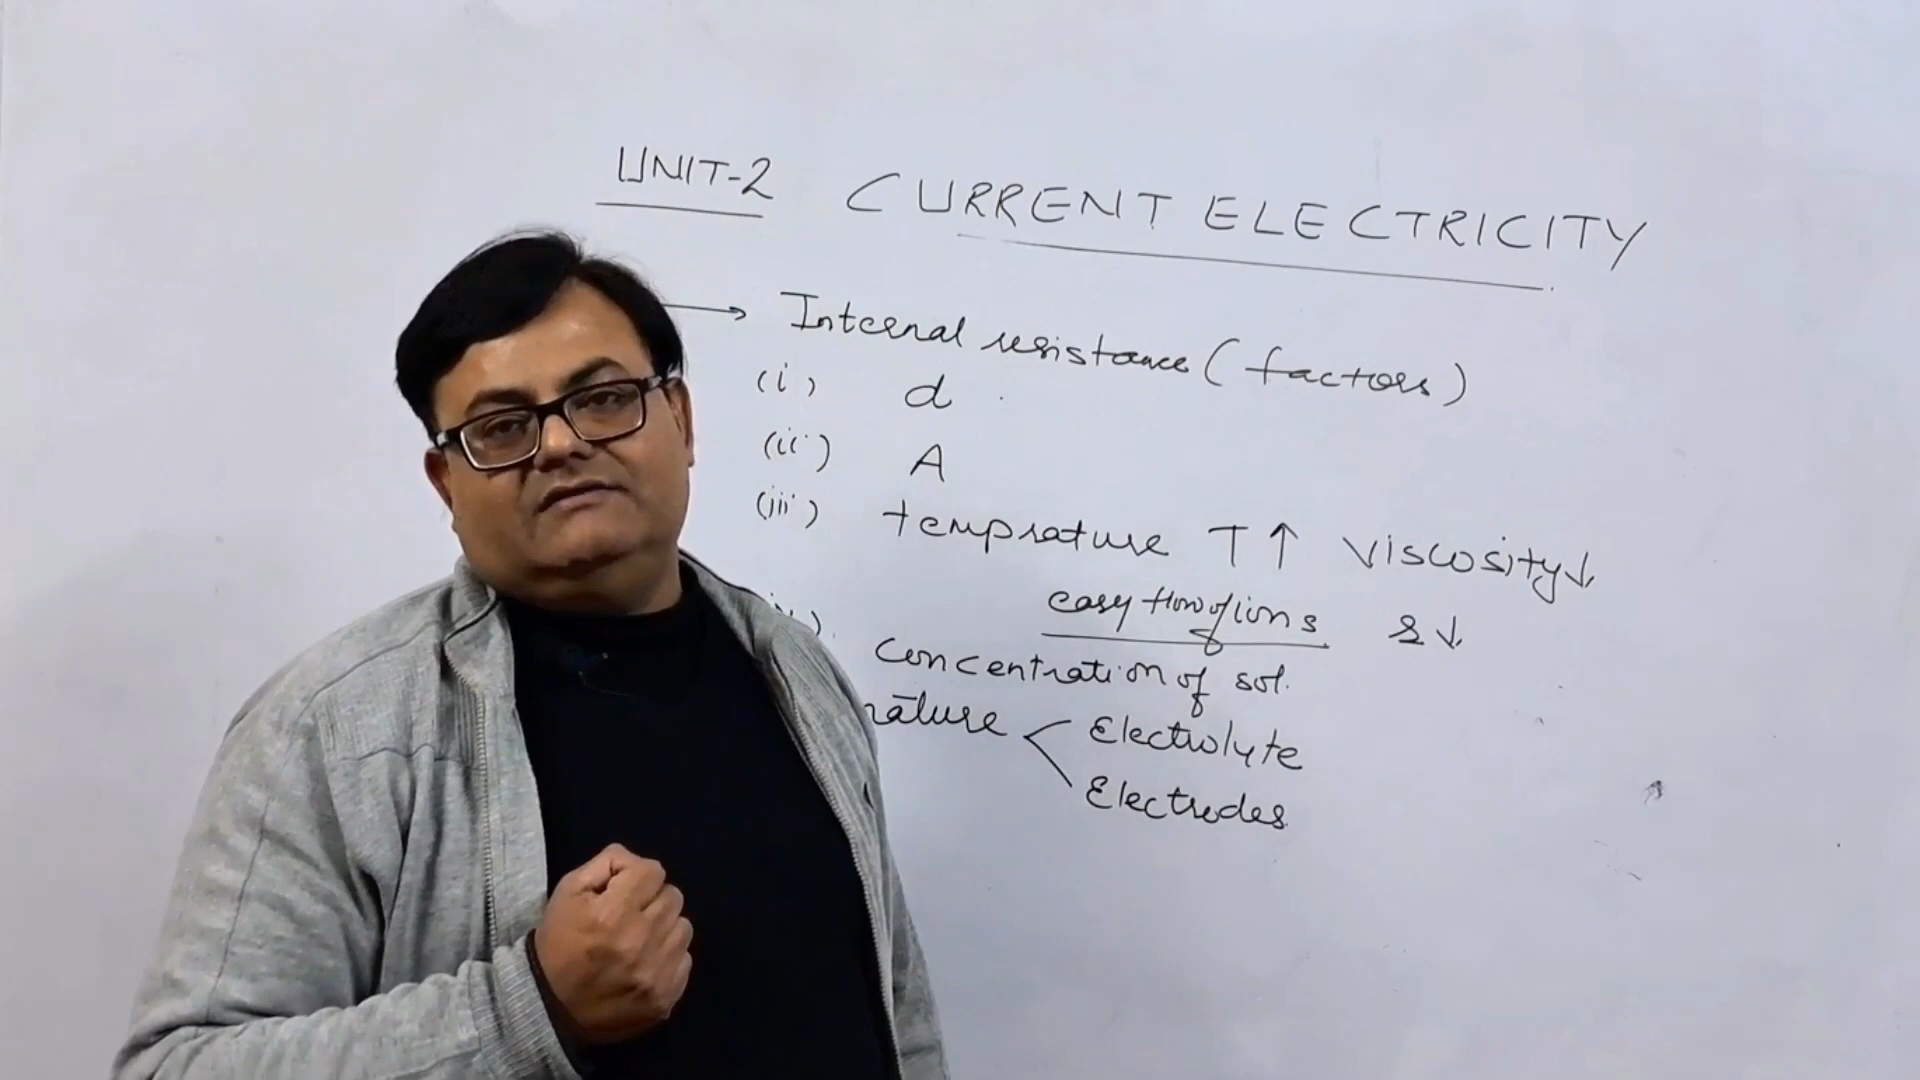 UNIT-2 CURRENT ELECTRICITY
→ Internal resistance (factors)
(i) d
(ii) A
(iii) temprature T↑ viscosity↓
easy flow of ions r↓
Concentration of sol.
Electrolyte
Electrodes